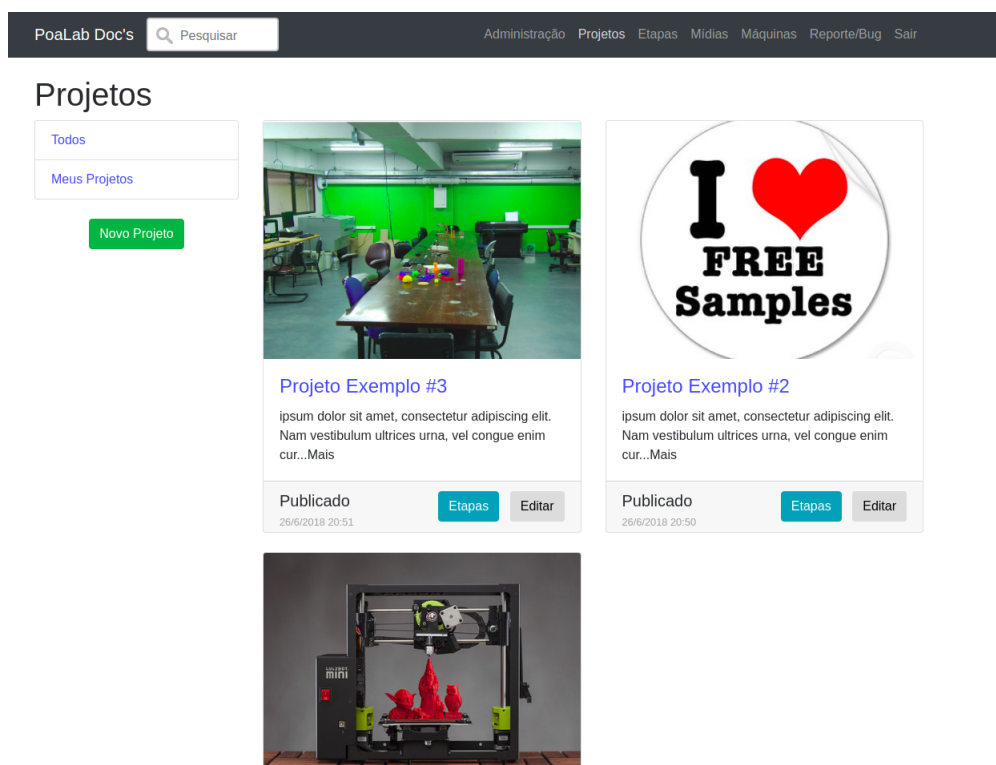 PoaLab Doc's
Pesquisar
Administração Projetos Etapas Mídias Máquinas Reporte/Bug Sair
Projetos
Todos
Meus Projetos
Novo Projeto
I
FREE
Samples
Projeto Exemplo #3
ipsum dolor sit amet, consectetur adipiscing elit.
Nam vestibulum ultrices urna, vel congue enim
cur...Mais
Publicado
26/6/2018 20:51
Etapas
Editar
Projeto Exemplo #2
ipsum dolor sit amet, consectetur adipiscing elit.
Nam vestibulum ultrices urna, vel congue enim
cur...Mais
Publicado
26/6/2018 20:50
Etapas
Editar
LULZBOT
mini